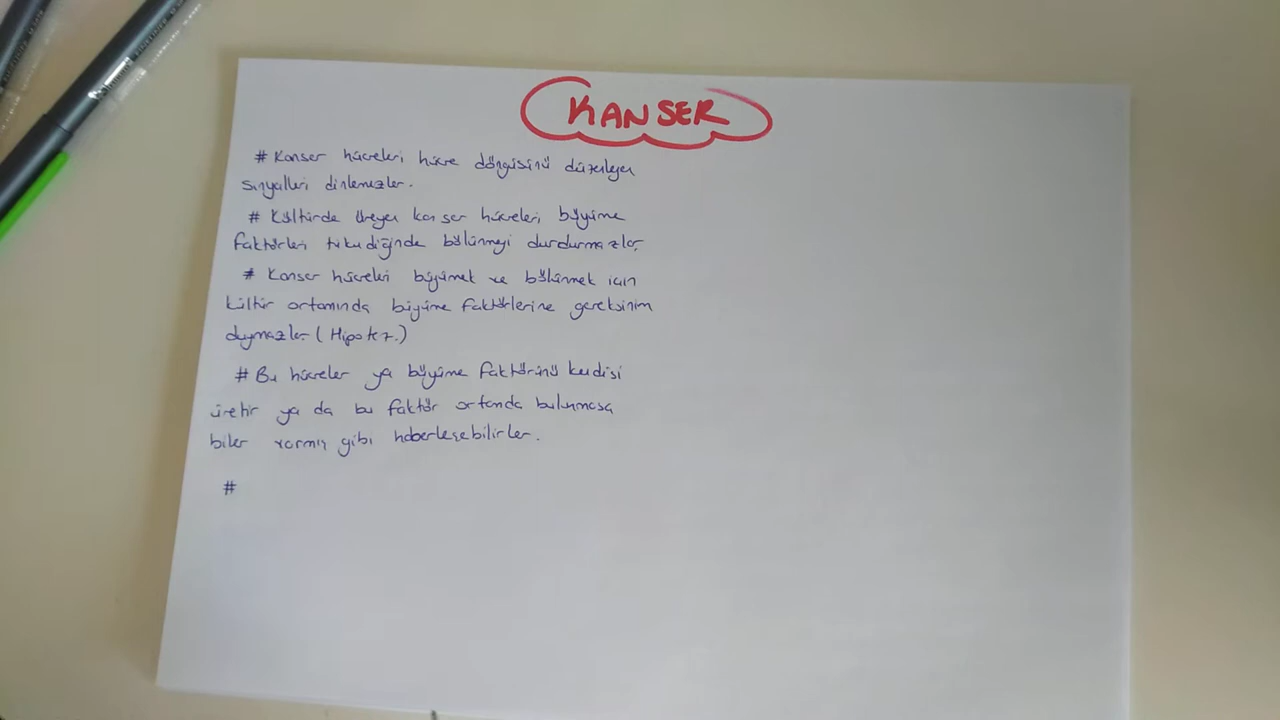 KANSER
# Kanser hücreleri hücre döngüsünü düzenleyen
sinyalleri dinlemezler.
# Kültürde üreyen kanser hücreleri, büyüme
faktörleri tükendiğinde bölünmeyi durdurmazlar.
# Kanser hücreleri büyümek ve bölünmek için
kültür ortamında büyüme faktörlerine gereksinim
duymazlar (Hipotez.)
# Bu hücreler ya büyüme faktörünü kendisi
üretir ya da bu faktör ortamda bulunmasa
bile varmış gibi haberleşebilirler.
#